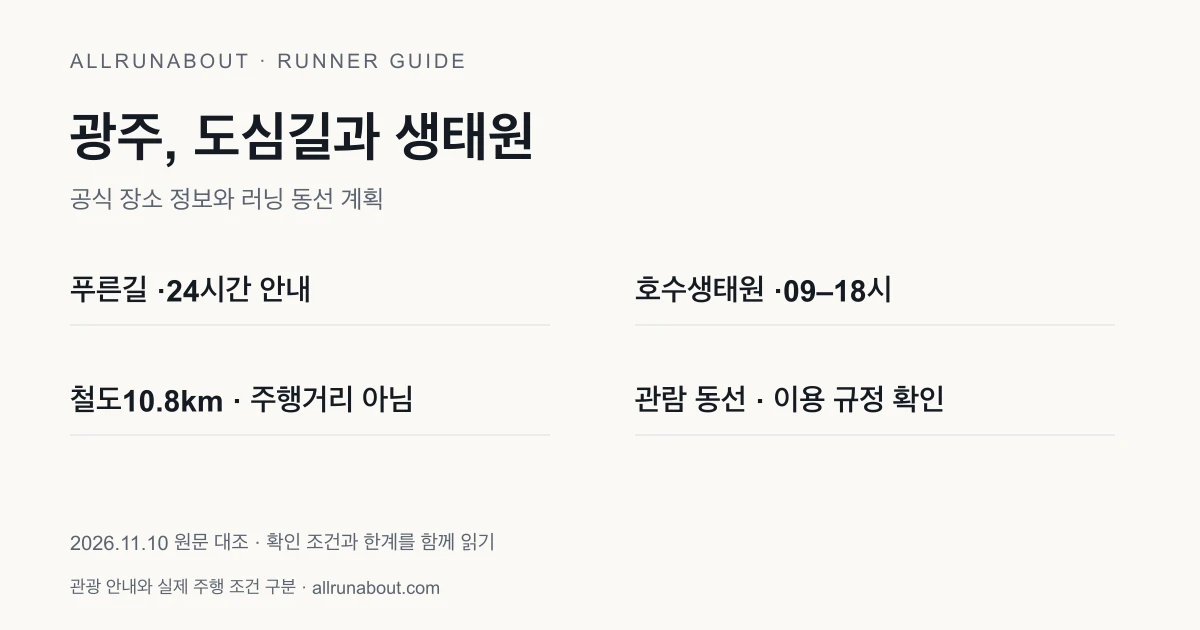 ALLRUNABOUT · RUNNER GUIDE
광주, 도심길과 생태원
공식 장소 정보와 러닝 동선 계획
푸른길 ·24시간 안내
호수생태원 ·09–18시
철도10.8km · 주행거리 아님
관람 동선 · 이용 규정 확인
2026.11.10 원문 대조 · 확인 조건과 한계를 함께 읽기
관광 안내와 실제 주행 조건 구분 · allrunabout.com